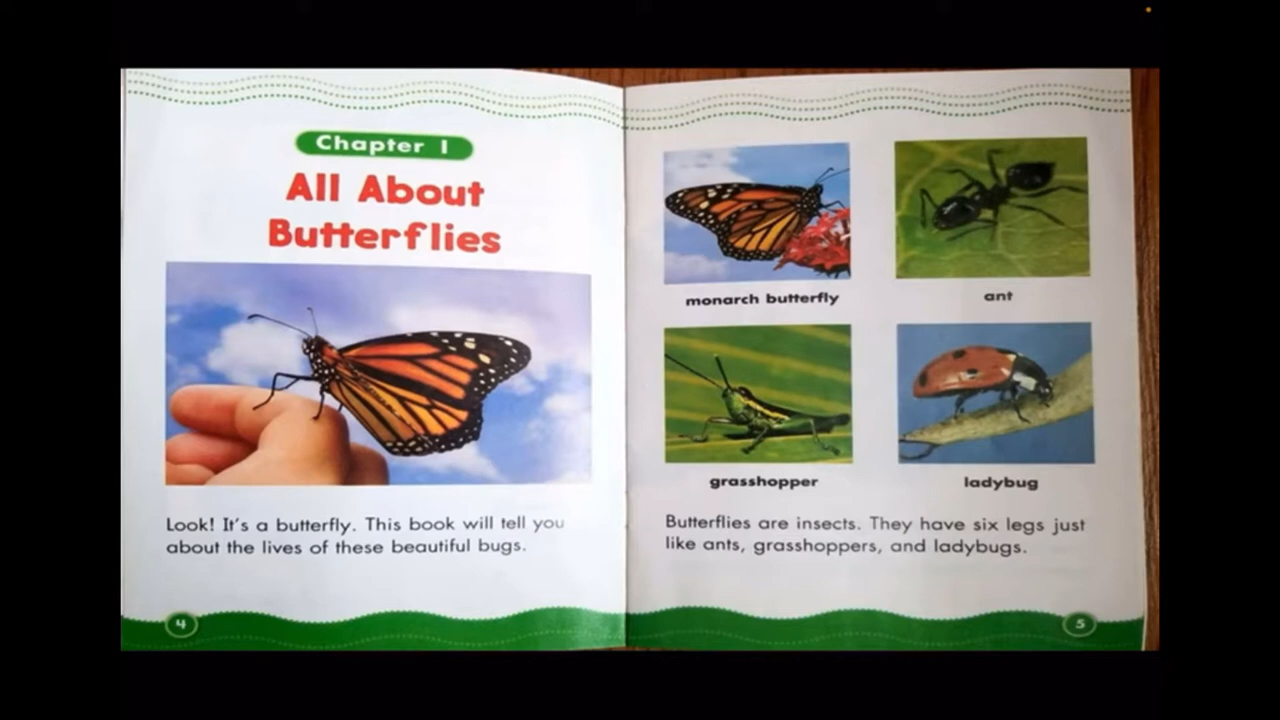 Chapter 1
All About
Butterflies
Look! It's a butterfly. This book will tell you
about the lives of these beautiful bugs.
4
monarch butterfly
ant
grasshopper
ladybug
Butterflies are insects. They have six legs just
like ants, grasshoppers, and ladybugs.
5